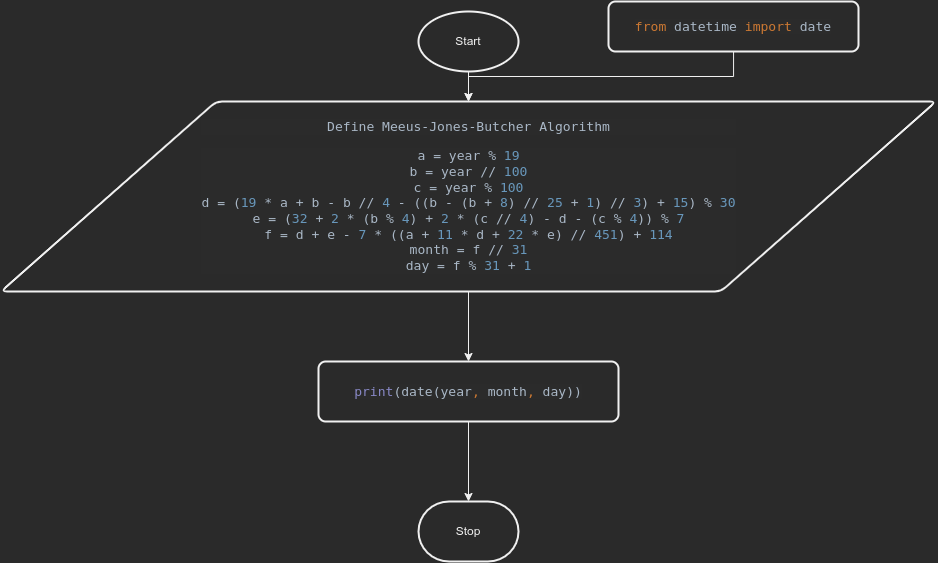 Start
from datetime import date
Define Meeus-Jones-Butcher Algorithm
a = year % 19
b = year // 100
c = year % 100
d = (19 * a + b - b // 4 - ((b - (b + 8) // 25 + 1) // 3) + 15) % 30
e = (32 + 2 * (b % 4) + 2 * (c // 4) - d - (c % 4)) % 7
f = d + e - 7 * ((a + 11 * d + 22 * e) // 451) + 114
month = f // 31
day = f % 31 + 1
print(date(year, month, day))
Stop